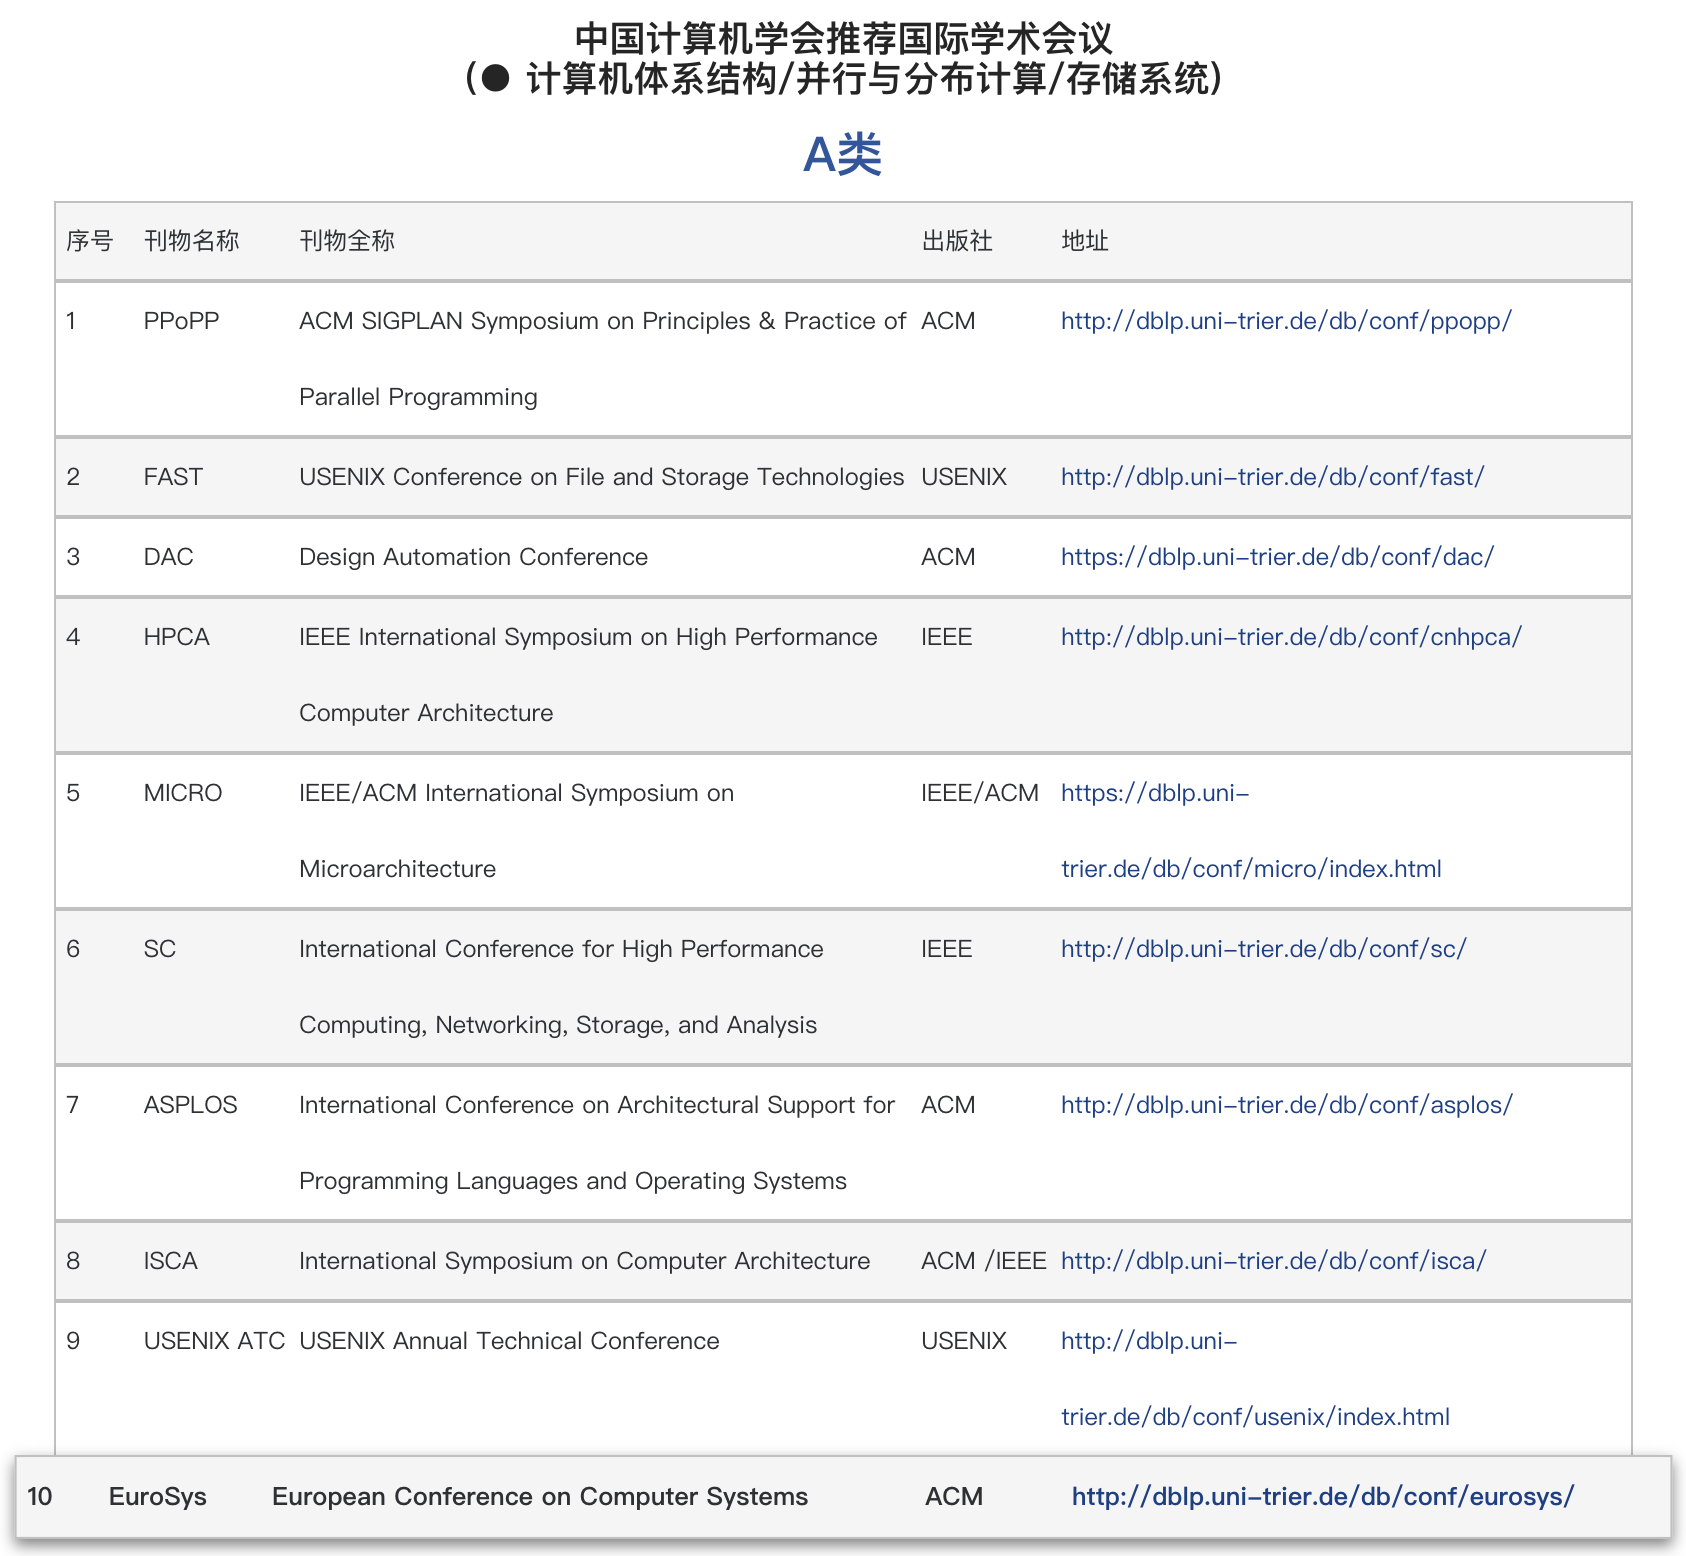 中国计算机学会推荐国际学术会议
(● 计算机体系结构/并行与分布计算/存储系统)
A类
序号 刊物名称 刊物全称 出版社 地址
1 PPoPP ACM SIGPLAN Symposium on Principles & Practice of ACM http://dblp.uni-trier.de/db/conf/ppopp/
Parallel Programming
2 FAST USENIX Conference on File and Storage Technologies USENIX http://dblp.uni-trier.de/db/conf/fast/
3 DAC Design Automation Conference ACM https://dblp.uni-trier.de/db/conf/dac/
4 HPCA IEEE International Symposium on High Performance IEEE http://dblp.uni-trier.de/db/conf/cnhpca/
Computer Architecture
5 MICRO IEEE/ACM International Symposium on IEEE/ACM https://dblp.uni-
Microarchitecture trier.de/db/conf/micro/index.html
6 SC International Conference for High Performance IEEE http://dblp.uni-trier.de/db/conf/sc/
Computing, Networking, Storage, and Analysis
7 ASPLOS International Conference on Architectural Support for ACM http://dblp.uni-trier.de/db/conf/asplos/
Programming Languages and Operating Systems
8 ISCA International Symposium on Computer Architecture ACM /IEEE http://dblp.uni-trier.de/db/conf/isca/
9 USENIX ATC USENIX Annual Technical Conference USENIX http://dblp.uni-
trier.de/db/conf/usenix/index.html
10 EuroSys European Conference on Computer Systems ACM http://dblp.uni-trier.de/db/conf/eurosys/